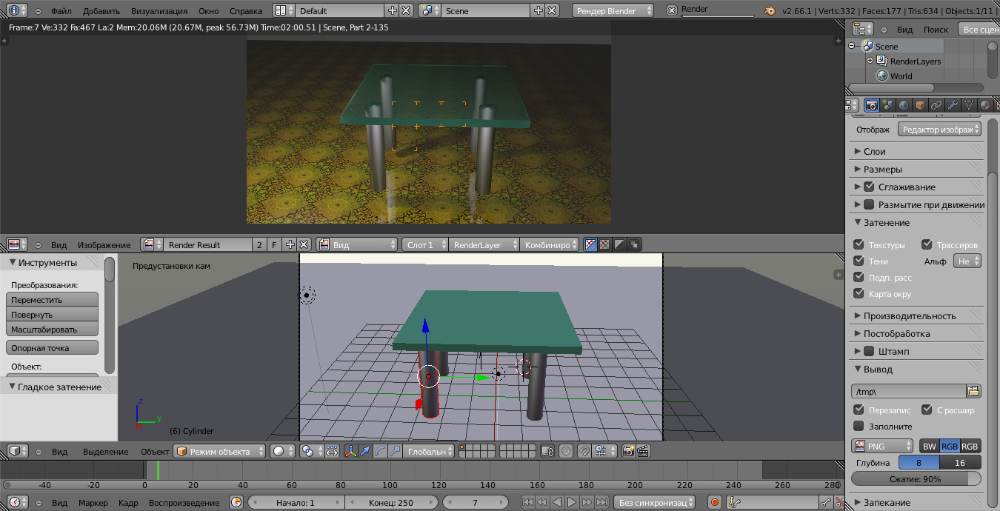 Файл Добавить Визуализация Окно Справка Default Scene Рендер Blender Render v2.66.1 | Verts:332 | Faces:177 | Tris:634 | Objects:1/11 |
Frame:7 Ve:332 Fa:467 La:2 Mem:20.06M (20.67M, peak 56.73M) Time:02:00.51 | Scene, Part 2-135
Вид Поиск Все сцен
Scene
RenderLayers
World
Отображ Редактор изображ
Слои
Размеры
Сглаживание
Размытие при движении
Затенение
Текстуры Трассиров
Тени Альф Не
Подп. расс
Карта окру
Производительность
Постобработка
Штамп
Вывод
/tmp\
Перезапис С расшир
Заполните
PNG BW RGB RGB
Глубина 8 16
Сжатие: 90%
Запекание
Вид Изображение Render Result 2 F Вид Слот 1 RenderLayer Комбиниро
Инструменты
Преобразования:
Переместить
Повернуть
Масштабировать
Опорная точка
Объект:
Гладкое затенение
Предустановки кам
z
y
(6) Cylinder
Вид Выделение Объект Режим объекта Глобальн
-40 -20 0 20 40 60 80 100 120 140 160 180 200 220 240 260 280
Вид Маркер Кадр Воспроизведение Начало: 1 Конец: 250 7 Без синхронизац